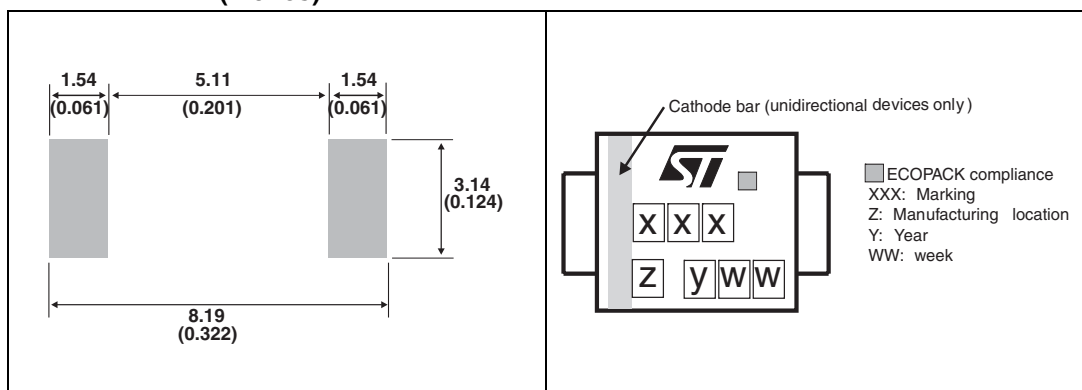 1.54 5.11 1.54
(0.061) (0.201) (0.061)
3.14
(0.124)
8.19
(0.322)
Cathode bar (unidirectional devices only)
ST
x x x
z y w w
ECOPACK compliance
XXX: Marking
Z: Manufacturing location
Y: Year
WW: week